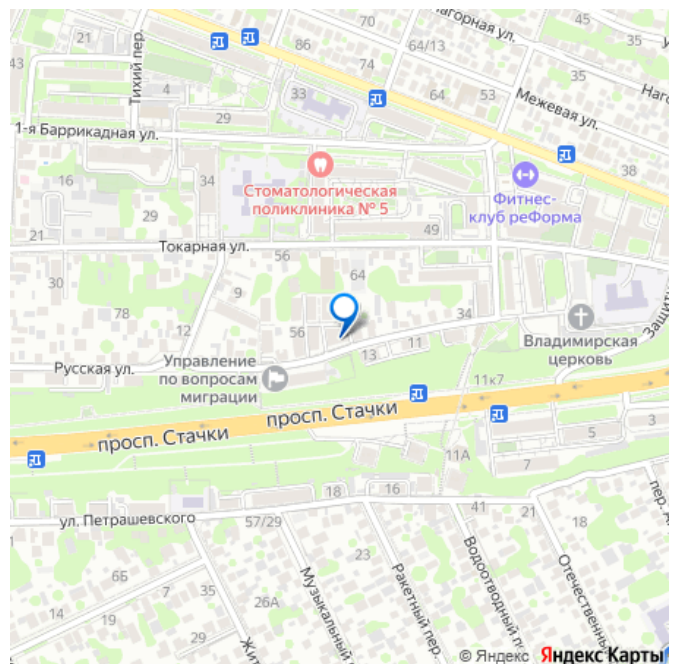 70
Нагорная ул.
45
35
86
64/13
35
43
Тихий пер.
74
33
64
53
Межевая ул.
4
29
1-я Баррикадная ул.
38
16
34
Стоматологическая
поликлиника № 5
Фитнес-
клуб реФорма
29
21
49
Токарная ул.
56
64
30
9
78
34
12
56
Владимирская
церковь
11
13
Русская ул.
Управление
по вопросам
миграции
11к7
просп. Стачки
просп. Стачки
3
5
11А
7
18
16
ул. Петрашевского
57/29
41
21
18
23
6Б
7
35
14
19
29
26А
Музыкальный
Ракетный пер.
Водоотводный п
Отечественны
© Яндекс Яндекс Карты